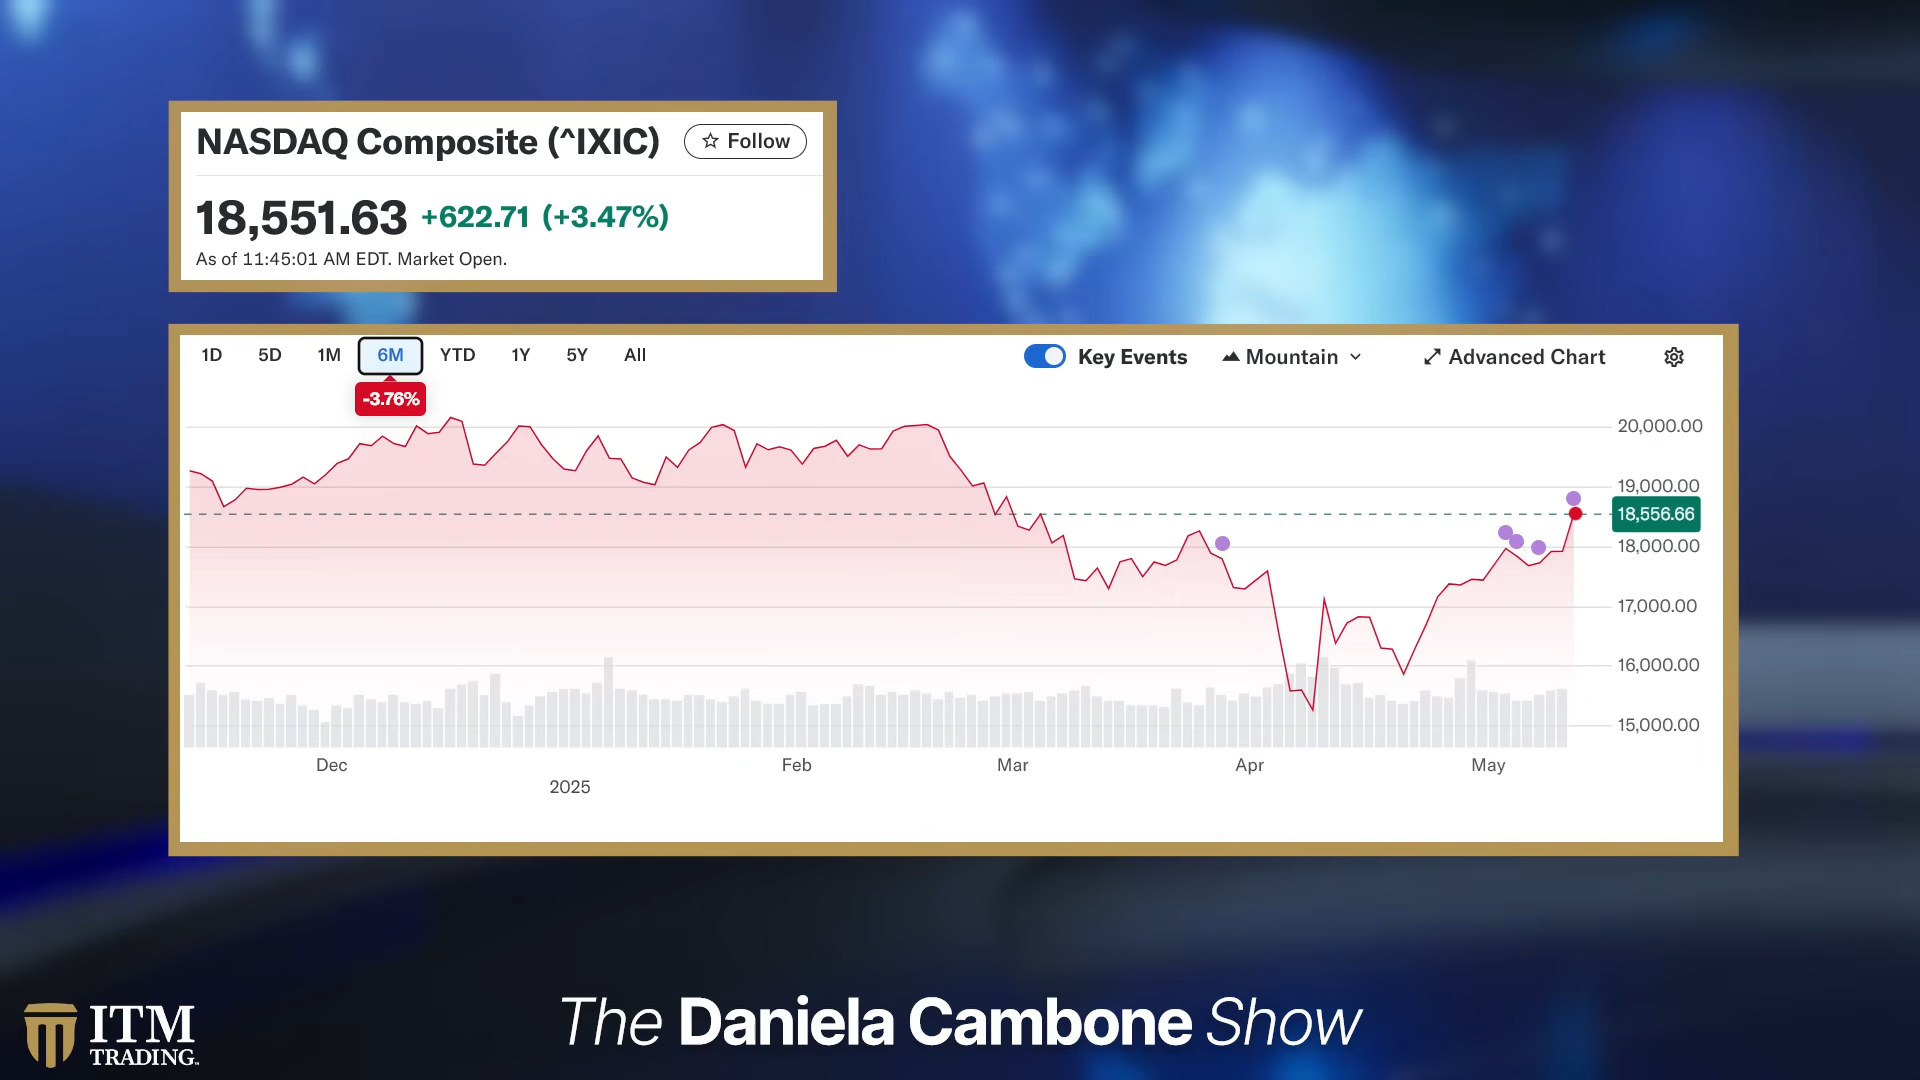 NASDAQ Composite (^IXIC)
Follow
18,551.63 +622.71 (+3.47%)
As of 11:45:01 AM EDT. Market Open.
1D 5D 1M 6M YTD 1Y 5Y All
Key Events Mountain Advanced Chart
-3.76%
20,000.00
19,000.00
18,556.66
18,000.00
17,000.00
16,000.00
15,000.00
Dec Feb Mar Apr May
2025
ITM
TRADING
The Daniela Cambone Show